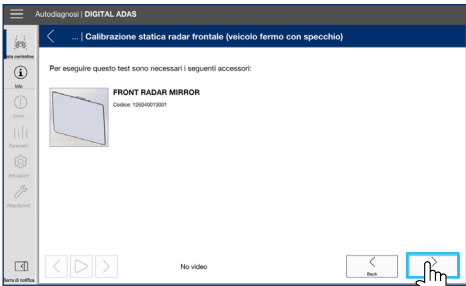 Autodiagnosi | DIGITAL ADAS
... | Calibrazione statica radar frontale (veicolo fermo con specchio)
Info
Errori
Parametri
Attivazioni
Regolazioni
Barra di notifica
Per eseguire questo test sono necessari i seguenti accessori:
FRONT RADAR MIRROR
Codice: 126040013001
No video
Back